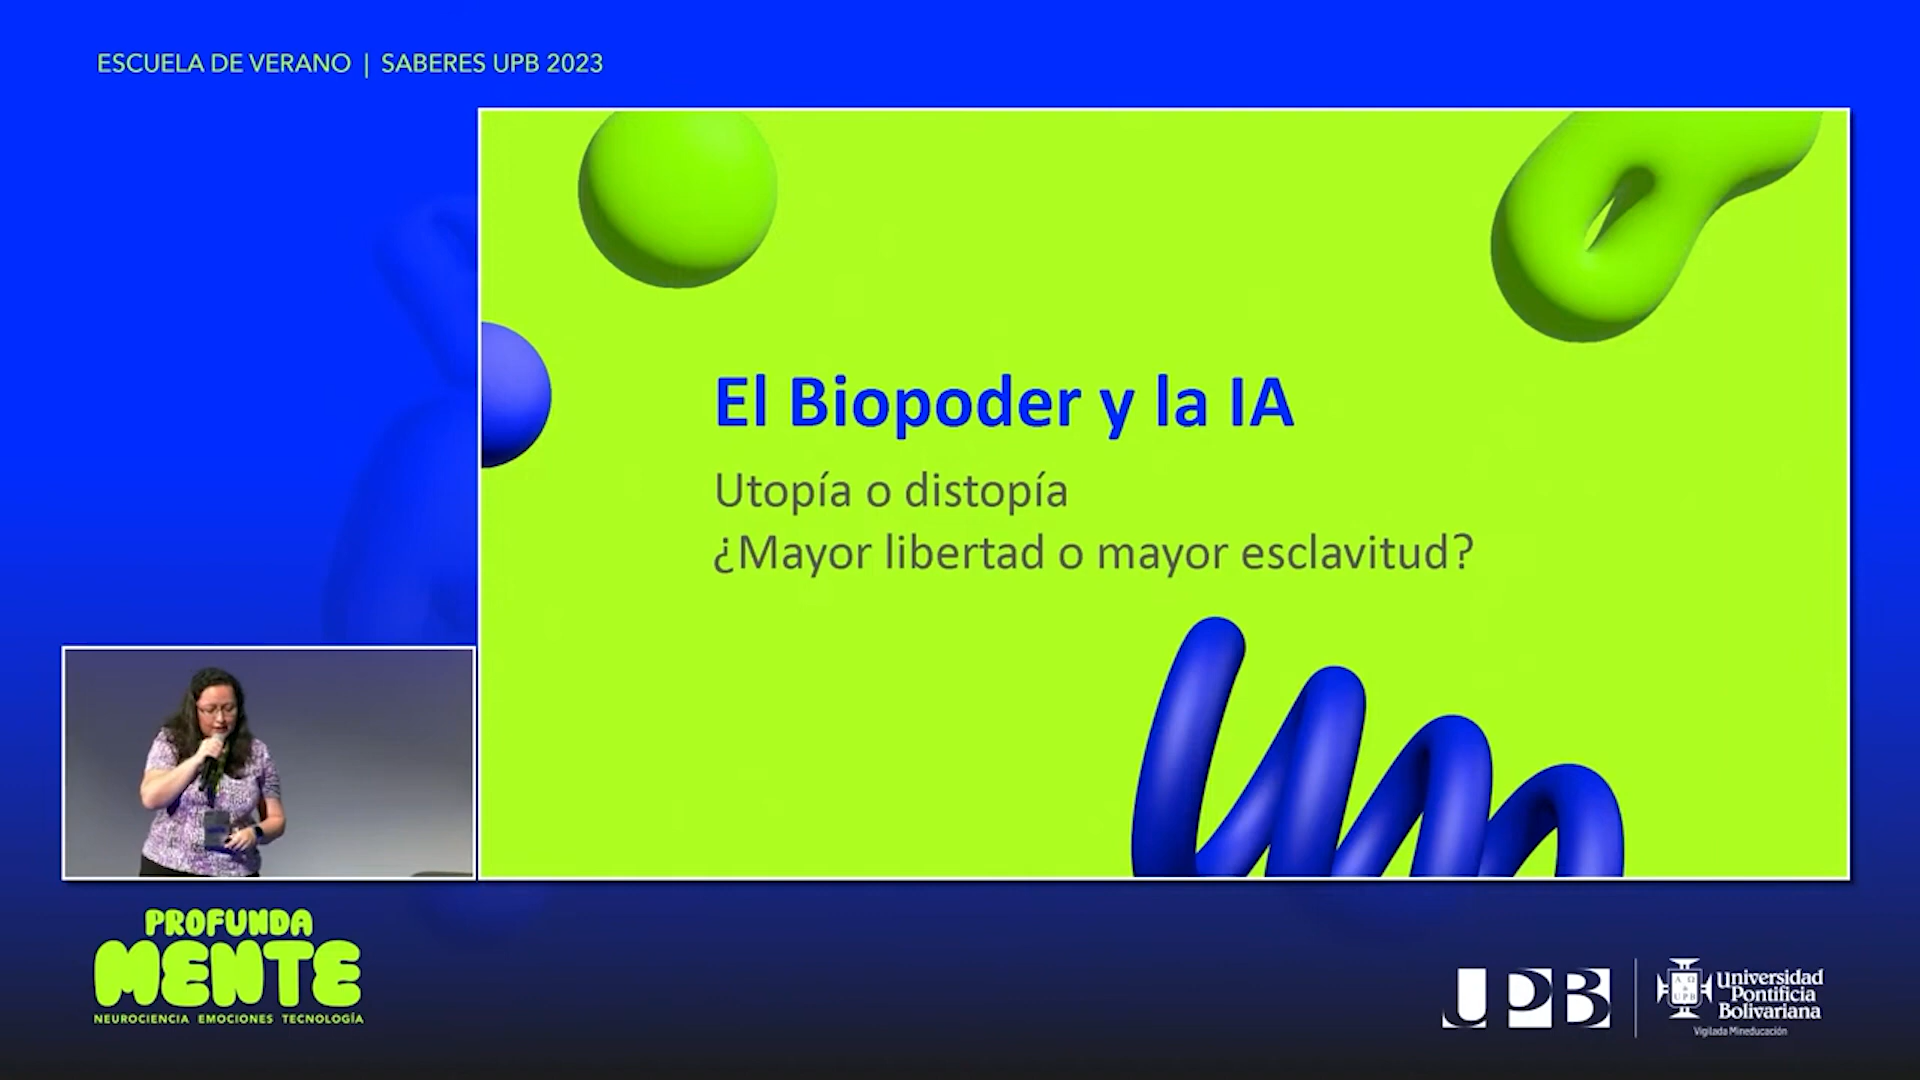 ESCUELA DE VERANO | SABERES UPB 2023
El Biopoder y la IA
Utopía o distopía
¿Mayor libertad o mayor esclavitud?
PROFUNDA
MENTE
NEUROCIENCIA EMOCIONES TECNOLOGÍA
UPB
Universidad
Pontificia
Bolivariana
Vigilada Mineducación